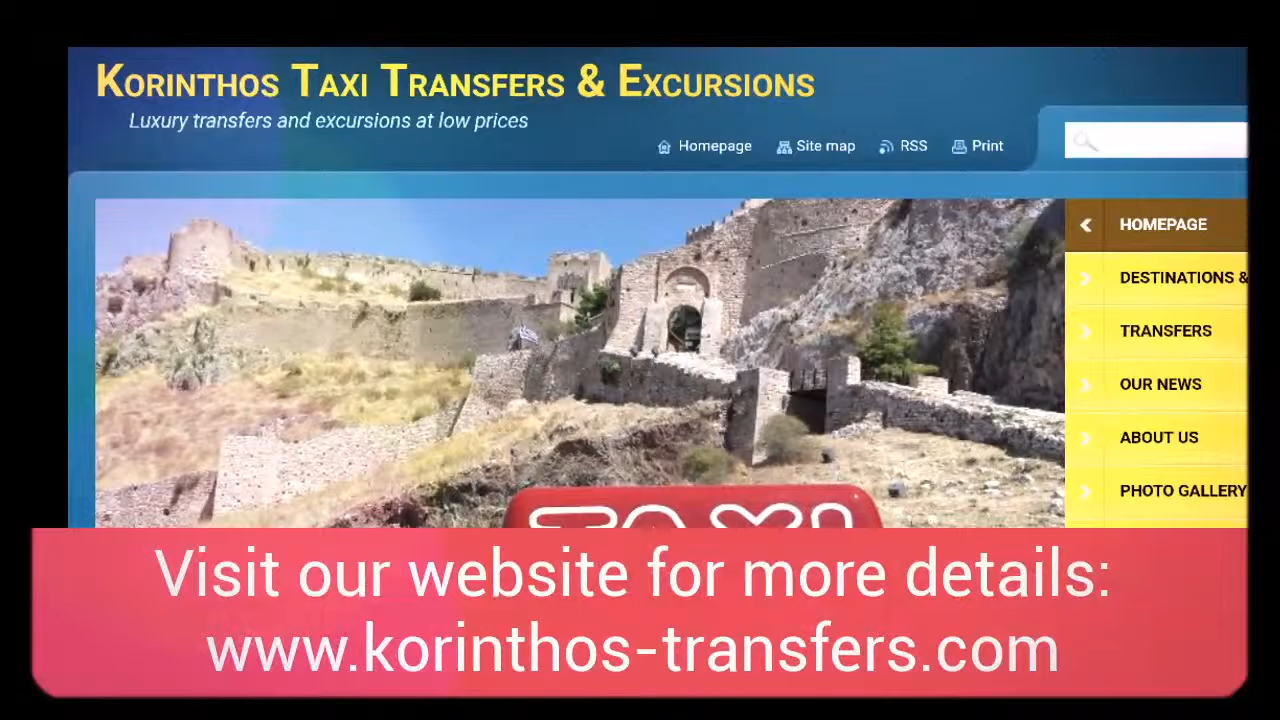 Korinthos Taxi Transfers & Excursions
Luxury transfers and excursions at low prices
Homepage
Site map
RSS
Print
HOMEPAGE
DESTINATIONS &
TRANSFERS
OUR NEWS
ABOUT US
PHOTO GALLERY
TAXI
Visit our website for more details:
www.korinthos-transfers.com